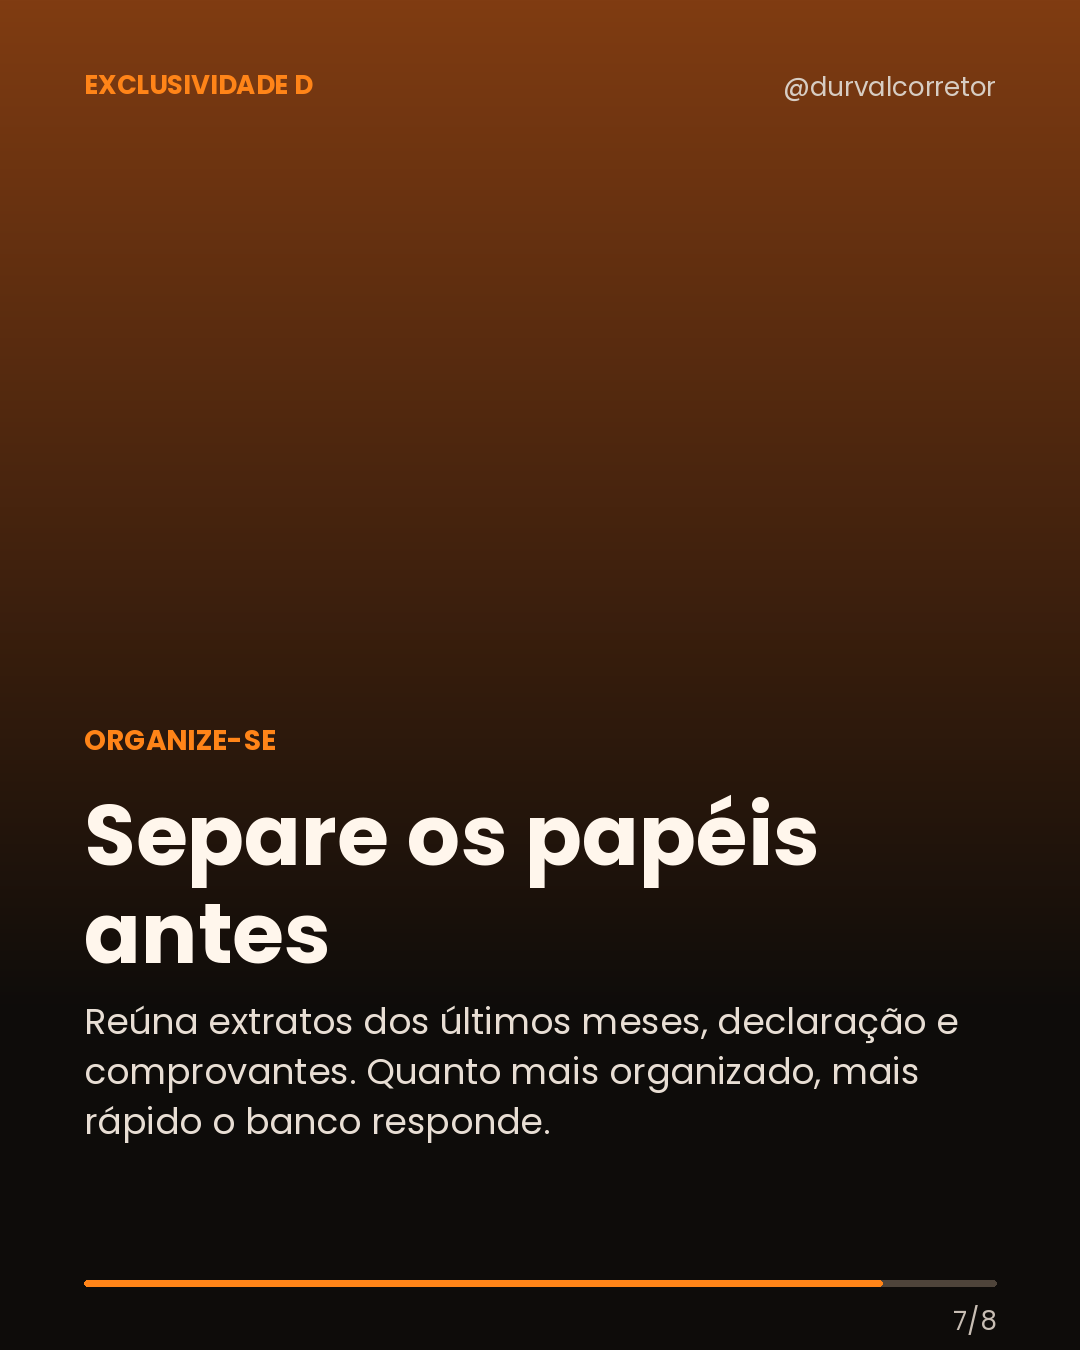 EXCLUSIVIDADE D
@durvalcorretor
ORGANIZE-SE
Separe os papéis
antes
Reúna extratos dos últimos meses, declaração e
comprovantes. Quanto mais organizado, mais
rápido o banco responde.
7/8